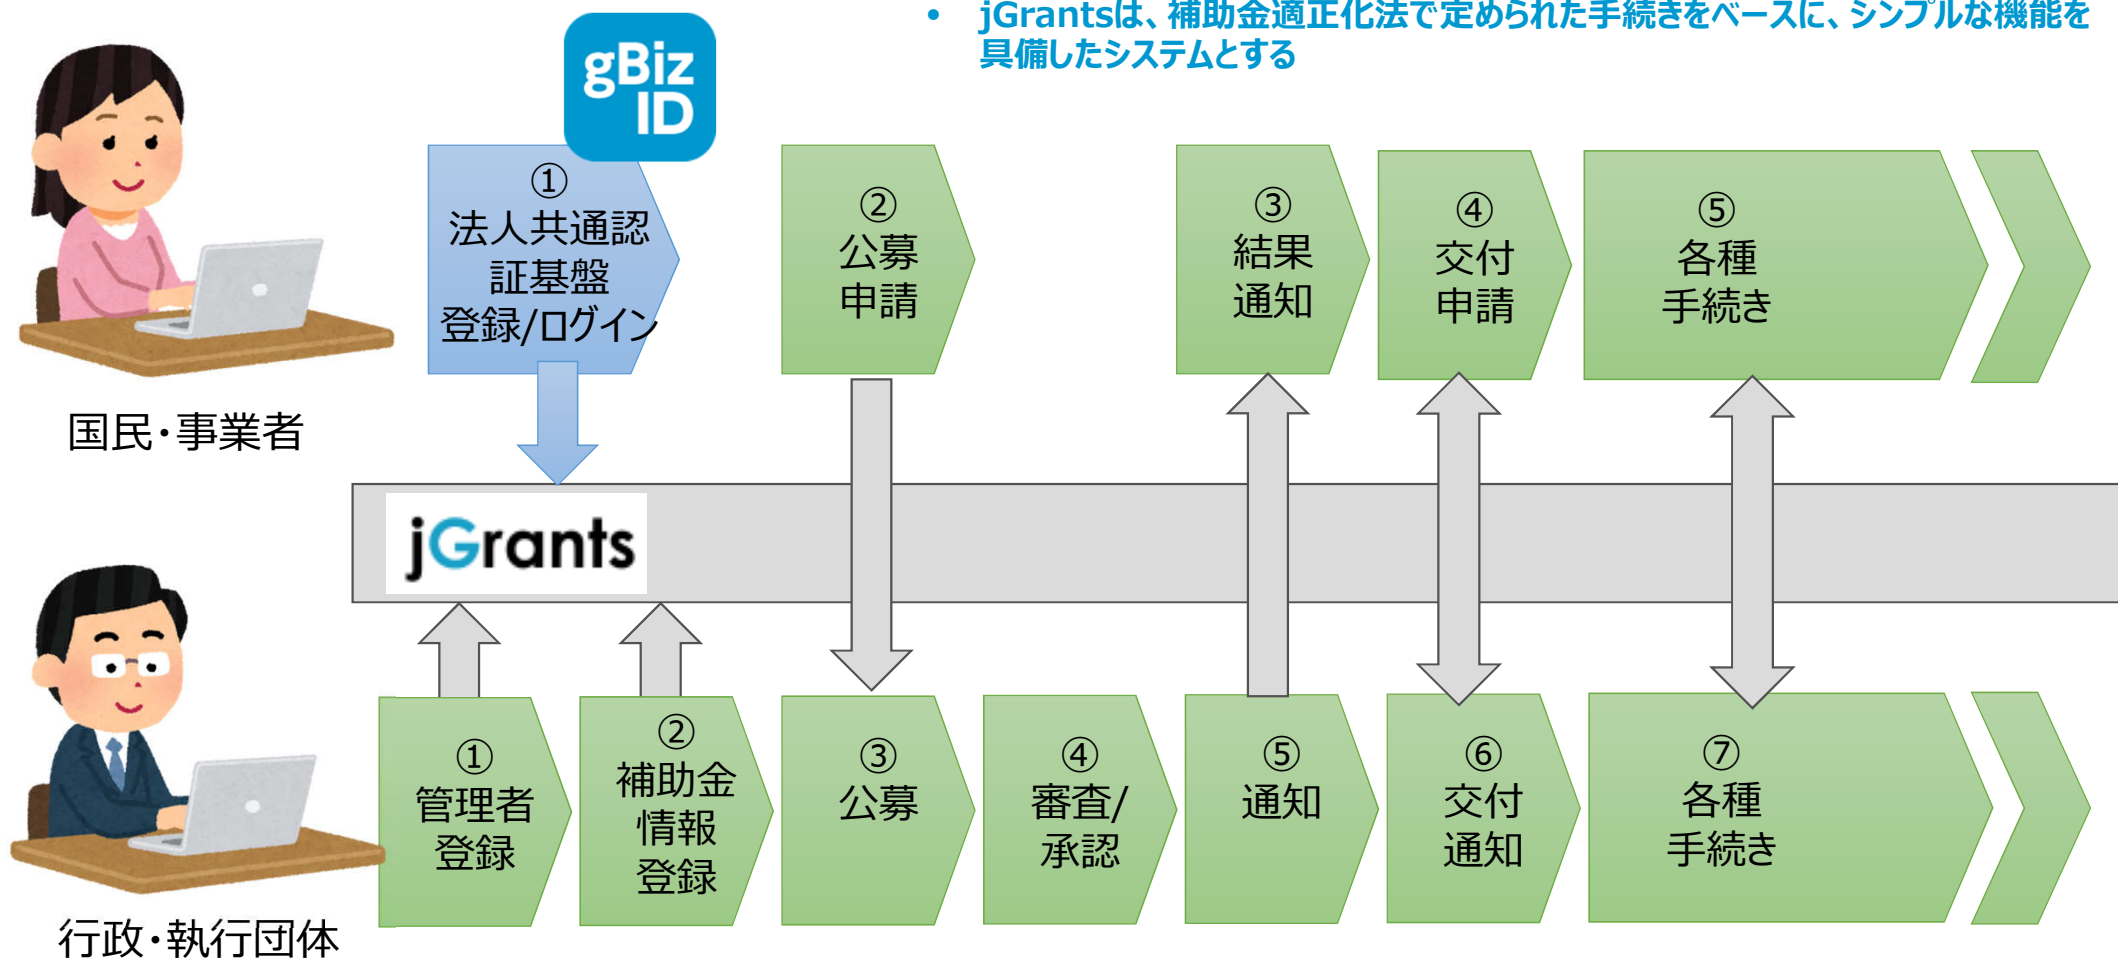 • jGrantsは、補助金適正化法で定められた手続きをベースに、シンプルな機能を
具備したシステムとする
gBiz
ID
①
法人共通認
証基盤
登録/ログイン
②
公募
申請
③
結果
通知
④
交付
申請
⑤
各種
手続き
国民・事業者
jGrants
①
管理者
登録
②
補助金
情報
登録
③
公募
④
審査/
承認
⑤
通知
⑥
交付
通知
⑦
各種
手続き
行政・執行団体